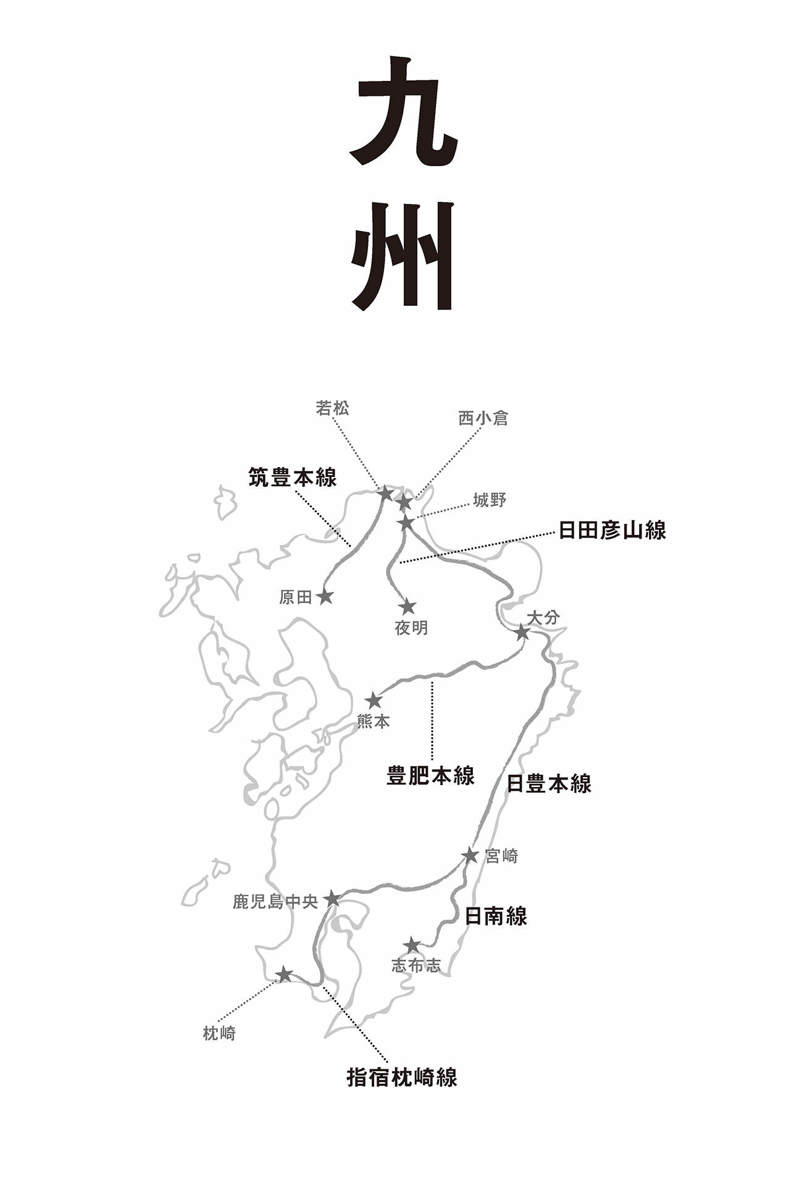 九州
若松
西小倉
筑豊本線
城野
日田彦山線
原田
夜明
大分
熊本
豊肥本線
日豊本線
宮崎
鹿児島中央
日南線
志布志
枕崎
指宿枕崎線